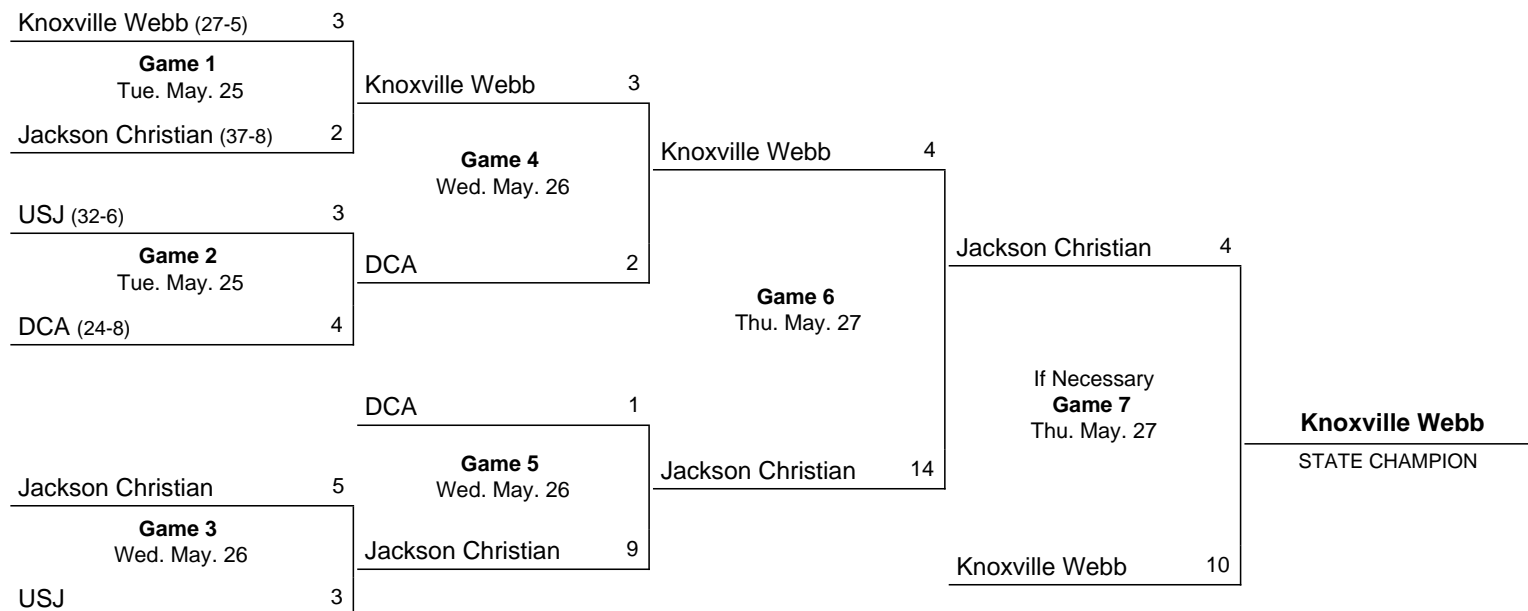 Knoxville Webb (27-5) 3
Game 1
Tue. May. 25
Jackson Christian (37-8) 2
USJ (32-6) 3
Game 2
Tue. May. 25
DCA (24-8) 4
Jackson Christian 5
Game 3
Wed. May. 26
USJ 3
Knoxville Webb 3
Game 4
Wed. May. 26
DCA 2
DCA 1
Game 5
Wed. May. 26
Jackson Christian 9
Knoxville Webb 4
Game 6
Thu. May. 27
Jackson Christian 14
Jackson Christian 4
If Necessary
Game 7
Thu. May. 27
Knoxville Webb 10
Knoxville Webb
STATE CHAMPION